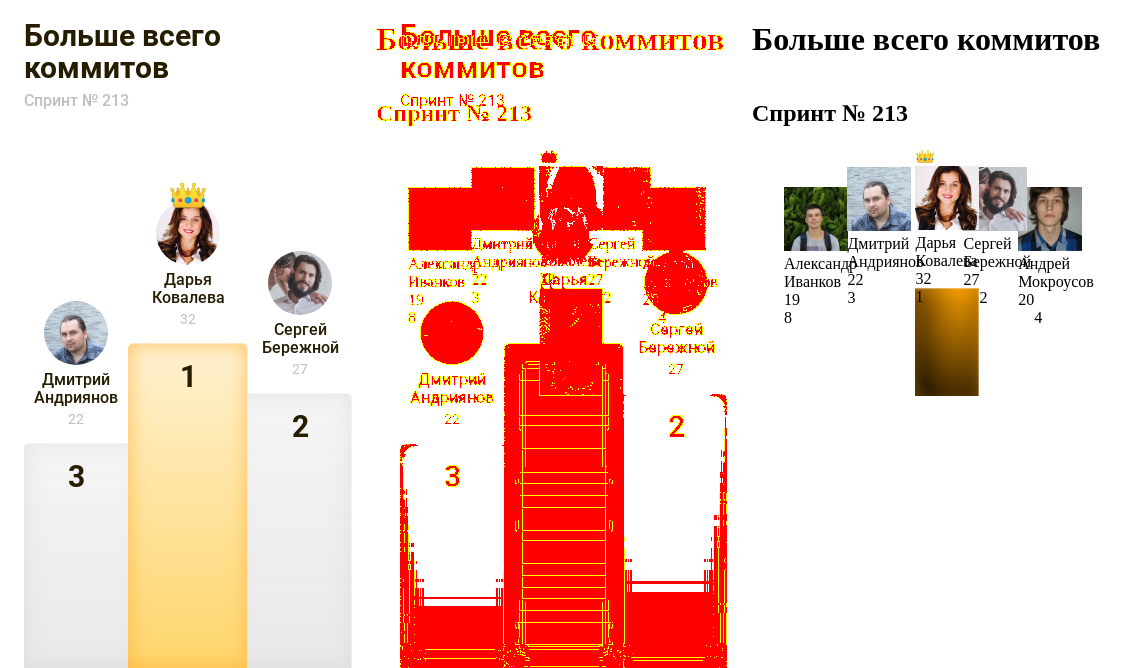 Больше всего
коммитов
Спринт № 213
Дарья
Ковалева
32
Сергей
Бережной
27
Дмитрий
Андриянов
22
1
2
3
Больше всего коммитов
Больше всего
коммитов
Спринт № 213
Спринт № 213
Дмитрий
Андриянов
22
3
Сергей
Бережной
27
2
Александр
Иванков
19
8
Дарья
4
Сергей
Бережной
27
Дмитрий
Андриянов
22
2
3
Больше всего коммитов
Спринт № 213
Александр
Иванков
19
8
Дмитрий
Андриянов
22
3
Дарья
Ковалева
32
1
Сергей
Бережной
27
2
Андрей
Мокроусов
20
4